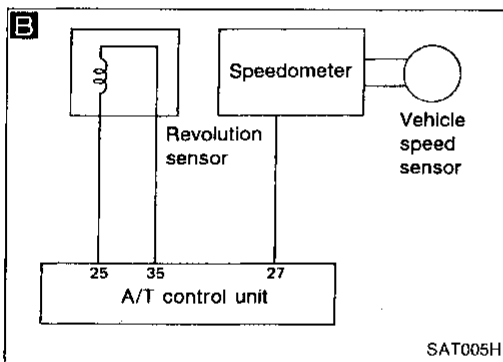 B
Speedometer
Revolution
sensor
Vehicle
speed
sensor
25 35 27
A/T control unit
SAT005H